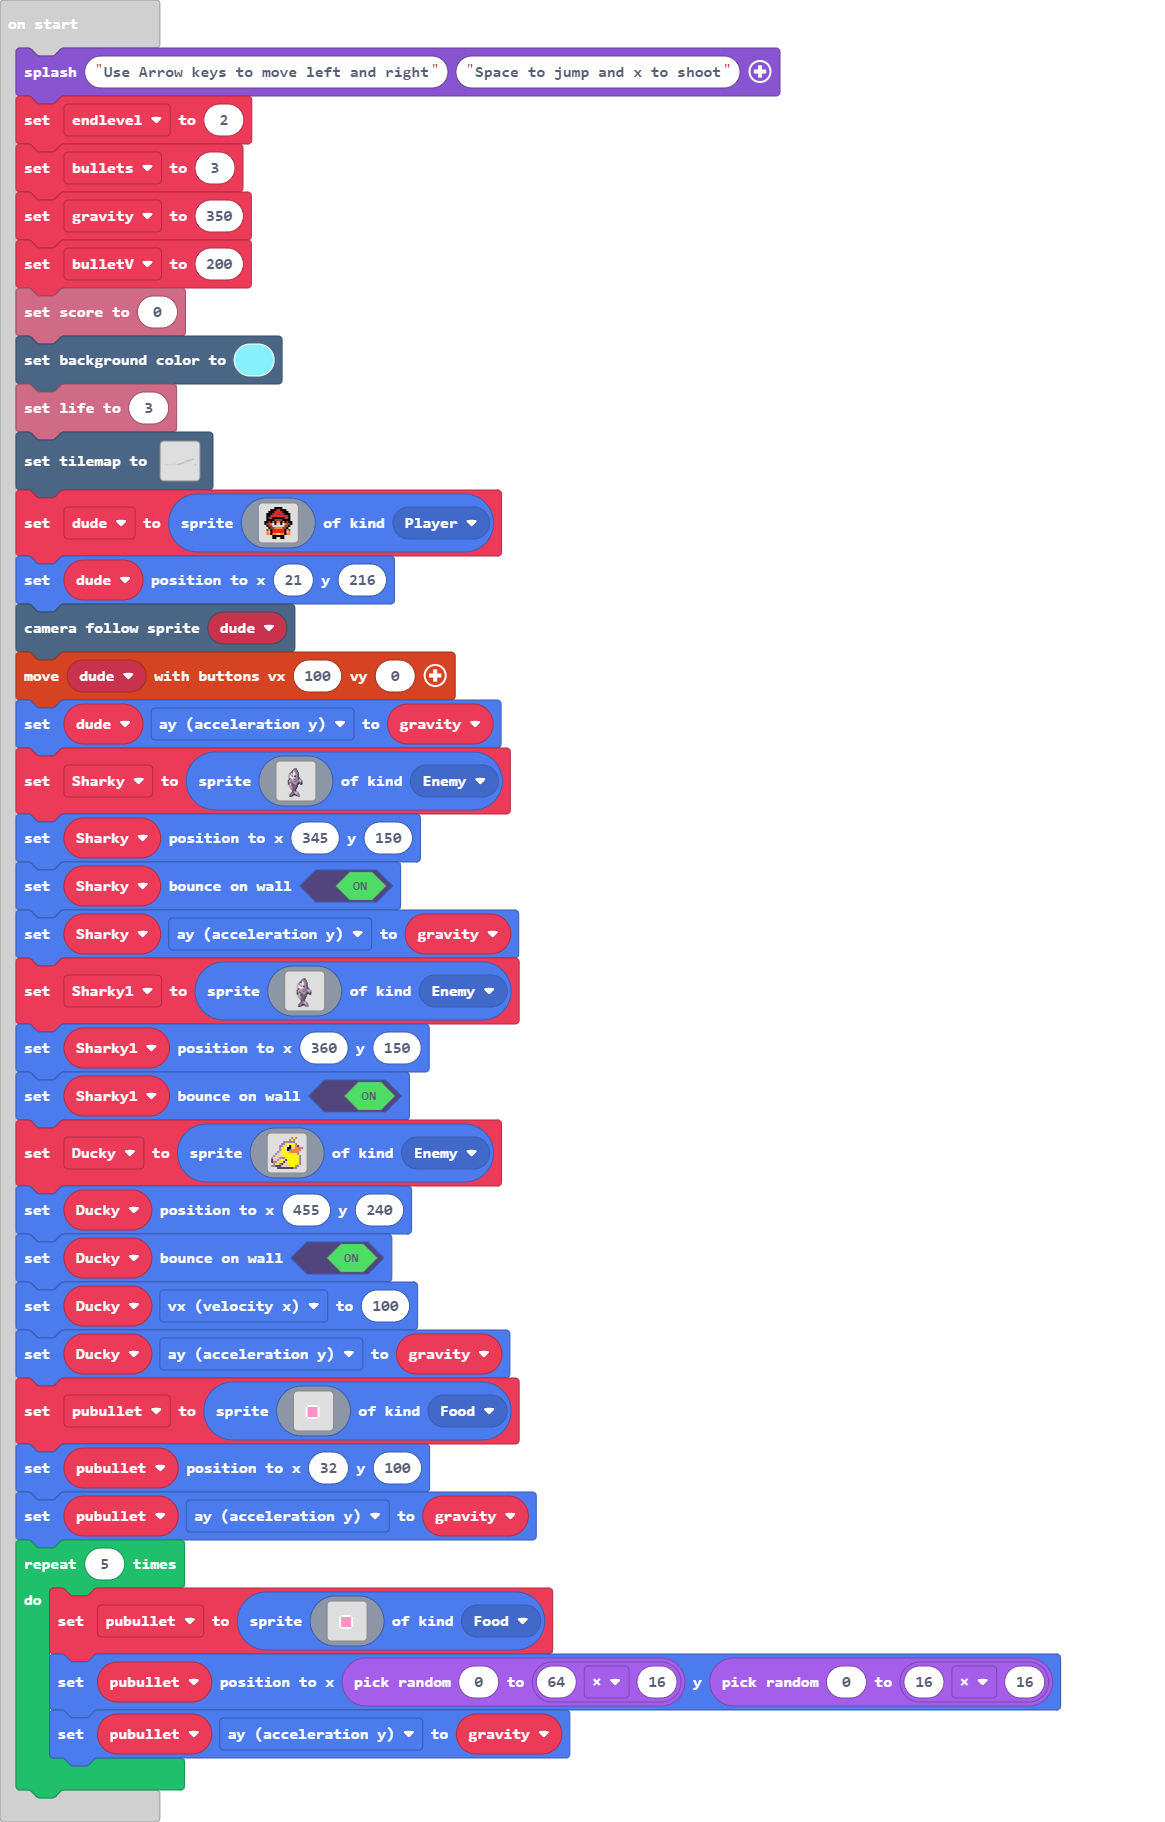 on start
splash "Use Arrow keys to move left and right" "Space to jump and x to shoot"
set endlevel to 2
set bullets to 3
set gravity to 350
set bulletV to 200
set score to 0
set background color to
set life to 3
set tilemap to
set dude to sprite of kind Player
set dude position to x 21 y 216
camera follow sprite dude
move dude with buttons vx 100 vy 0
set dude ay (acceleration y) to gravity
set Sharky to sprite of kind Enemy
set Sharky position to x 345 y 150
set Sharky bounce on wall ON
set Sharky ay (acceleration y) to gravity
set Sharky1 to sprite of kind Enemy
set Sharky1 position to x 360 y 150
set Sharky1 bounce on wall ON
set Ducky to sprite of kind Enemy
set Ducky position to x 455 y 240
set Ducky bounce on wall ON
set Ducky vx (velocity x) to 100
set Ducky ay (acceleration y) to gravity
set pubullet to sprite of kind Food
set pubullet position to x 32 y 100
set pubullet ay (acceleration y) to gravity
repeat 5 times
do
set pubullet to sprite of kind Food
set pubullet position to x pick random 0 to 64 × 16 y pick random 0 to 16 × 16
set pubullet ay (acceleration y) to gravity